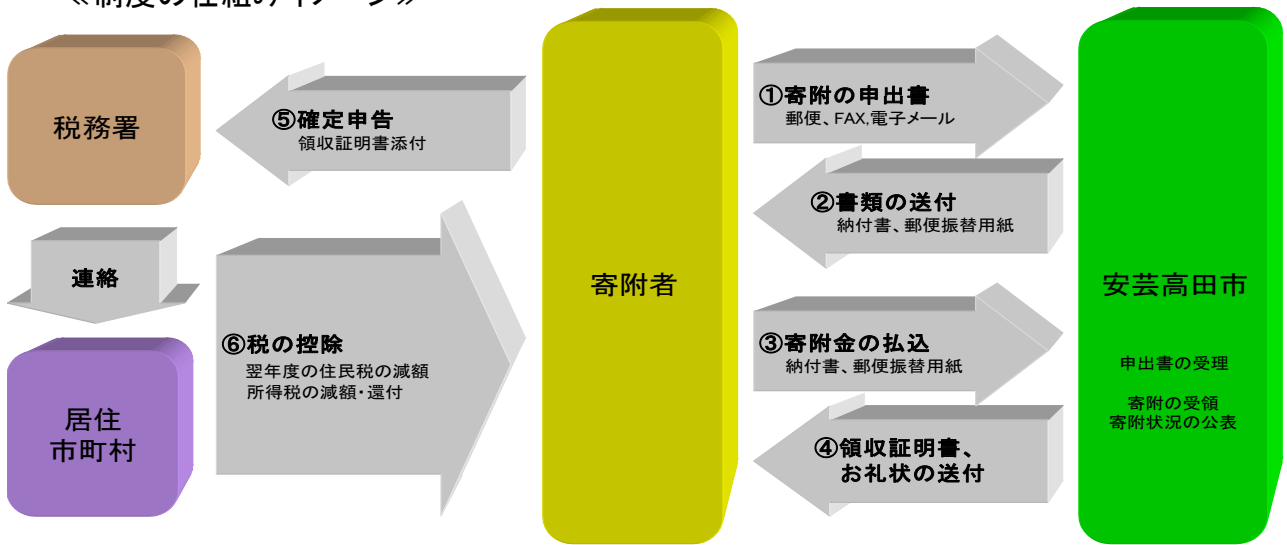 ≪制度の仕組みイメージ≫
税務署
⑤確定申告
領収証明書添付
連絡
居住
市町村
⑥税の控除
翌年度の住民税の減額
所得税の減額・還付
寄附者
①寄附の申出書
郵便、FAX,電子メール
②書類の送付
納付書、郵便振替用紙
③寄附金の払込
納付書、郵便振替用紙
④領収証明書、
お礼状の送付
安芸高田市
申出書の受理
寄附の受領
寄附状況の公表